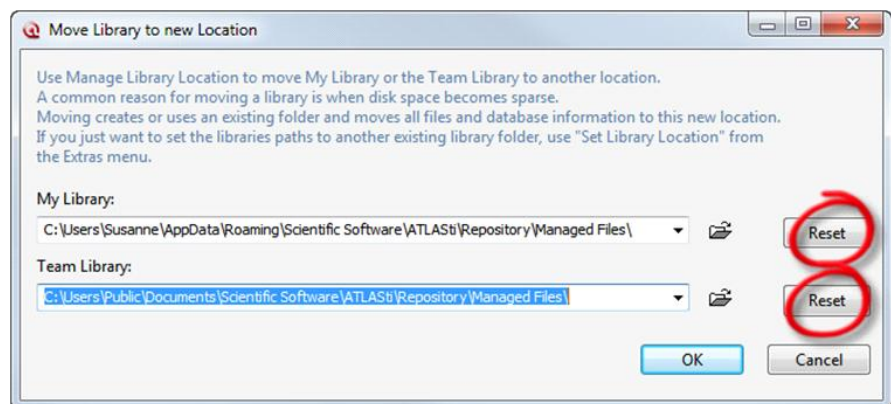 Move Library to new Location
Use Manage Library Location to move My Library or the Team Library to another location.
A common reason for moving a library is when disk space becomes sparse.
Moving creates or uses an existing folder and moves all files and database information to this new location.
If you just want to set the libraries paths to another existing library folder, use "Set Library Location" from
the Extras menu.
My Library:
C:\Users\Susanne\AppData\Roaming\Scientific Software\ATLASti\Repository\Managed Files\
Reset
Team Library:
C:\Users\Public\Documents\Scientific Software\ATLASti\Repository\Managed Files\
Reset
OK
Cancel